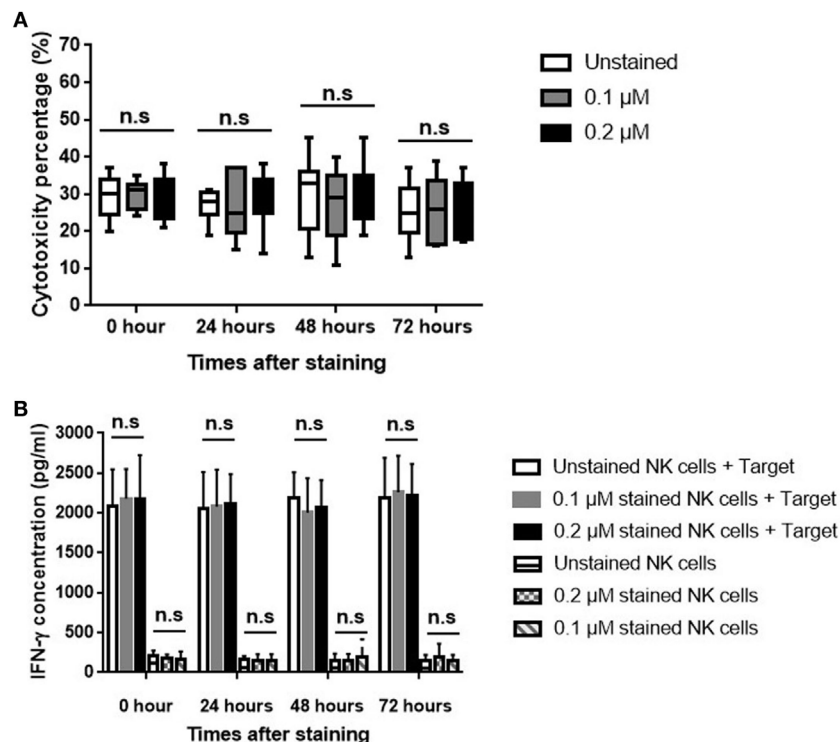 A
Cytotoxicity percentage (%)
70
60
50
40
30
20
10
0
n.s
n.s
n.s
n.s
0 hour
24 hours
48 hours
72 hours
Times after staining
Unstained
0.1 μM
0.2 μM
B
IFN-γ concentration (pg/ml)
3000
2500
2000
1500
1000
500
0
n.s
n.s
n.s
n.s
n.s
n.s
n.s
n.s
0 hour
24 hours
48 hours
72 hours
Times after staining
Unstained NK cells + Target
0.1 μM stained NK cells + Target
0.2 μM stained NK cells + Target
Unstained NK cells
0.2 μM stained NK cells
0.1 μM stained NK cells